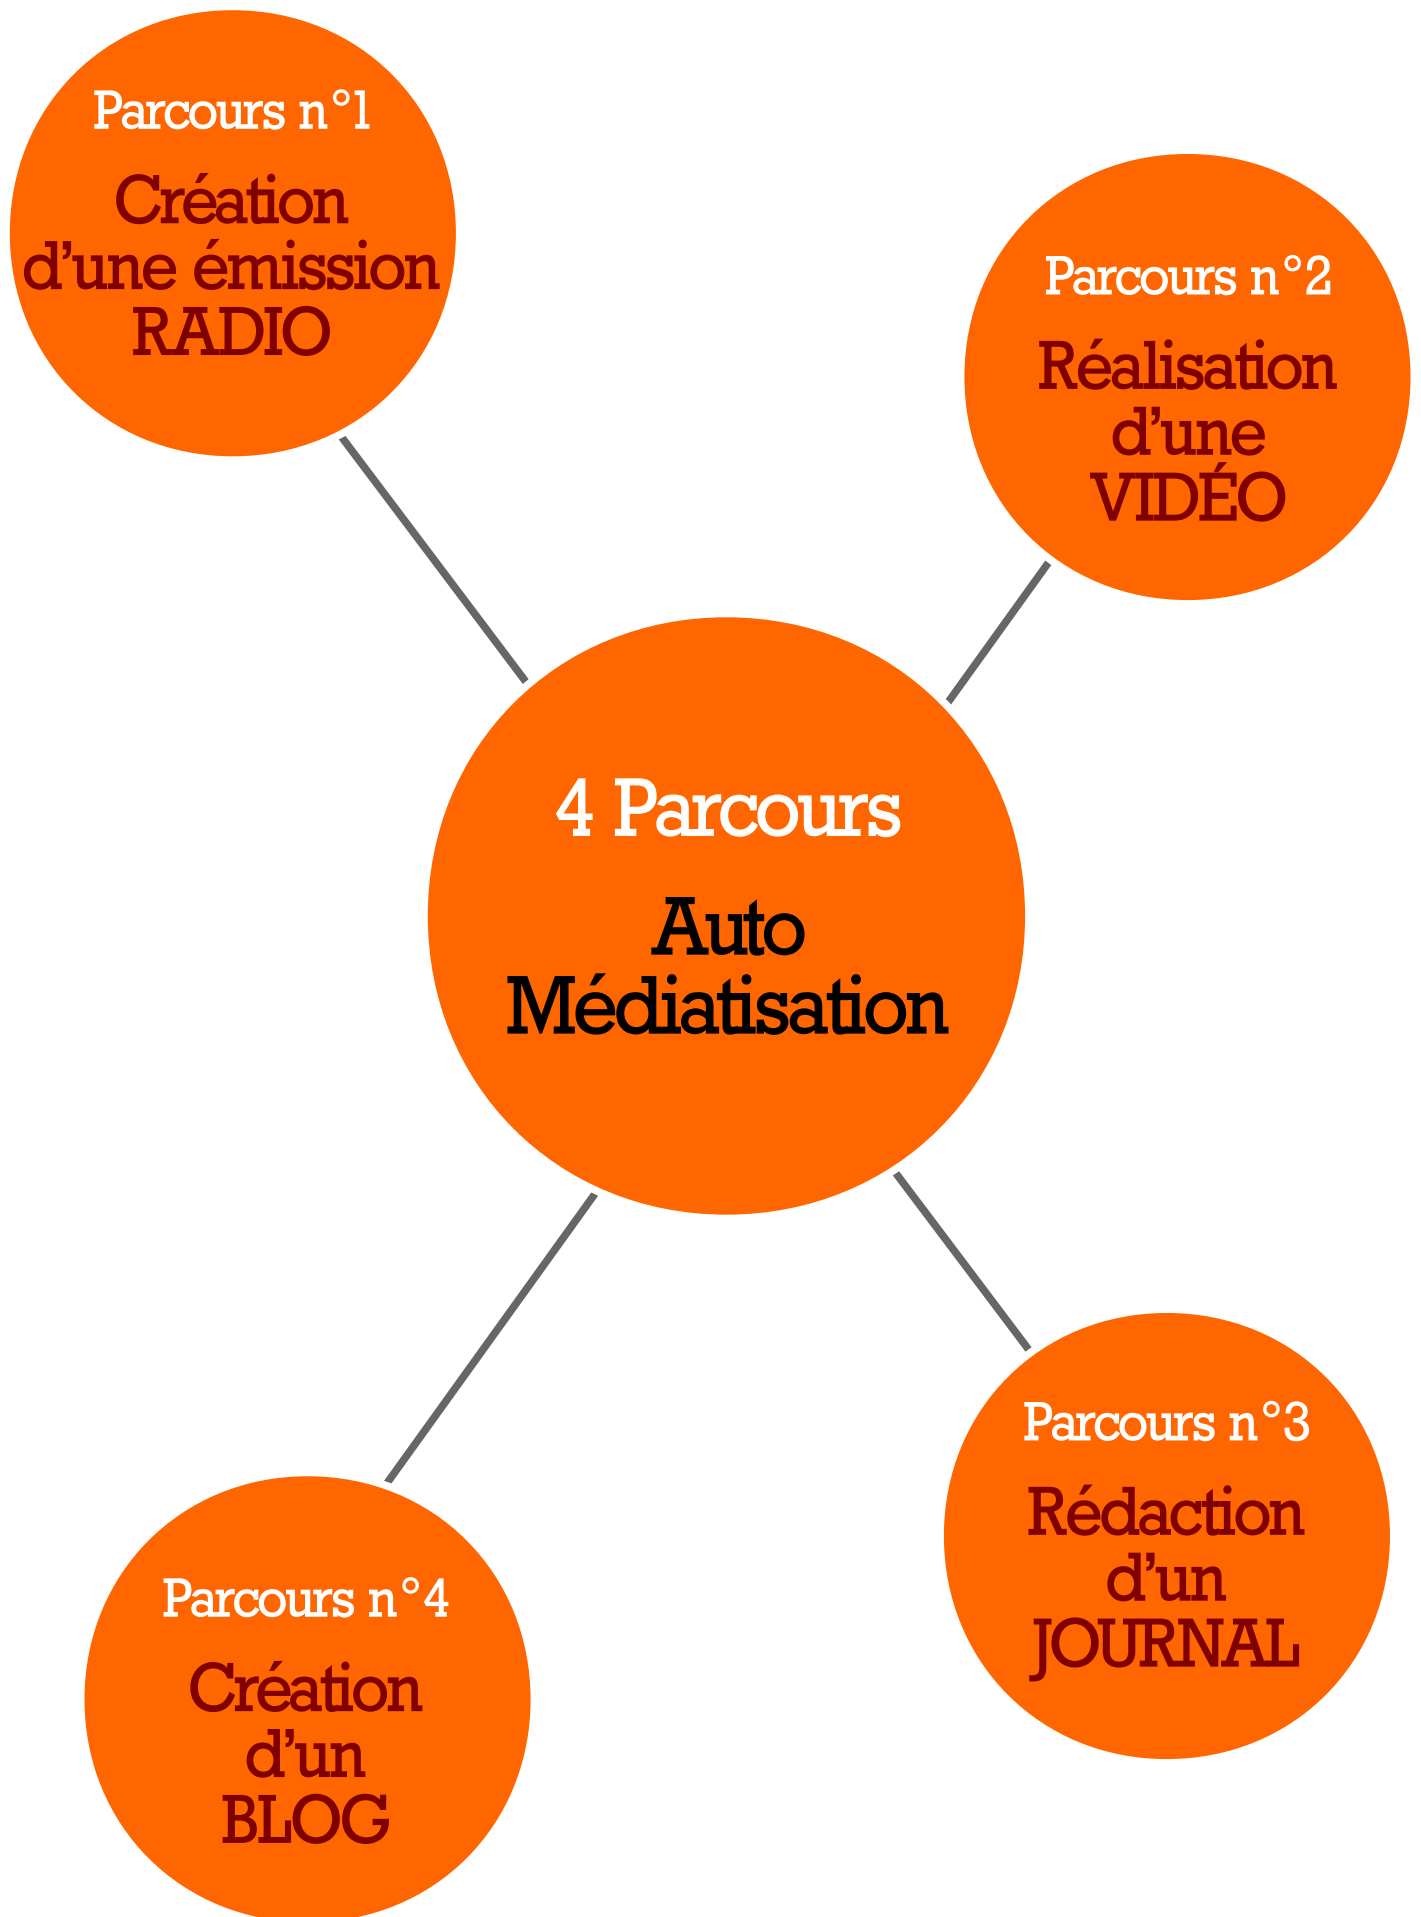 Parcours n°1
Création
d'une émission
RADIO
Parcours n°2
Réalisation
d'une
VIDÉO
4 Parcours
Auto
Médiatisation
Parcours n°3
Rédaction
d'un
JOURNAL
Parcours n°4
Création
d'un
BLOG